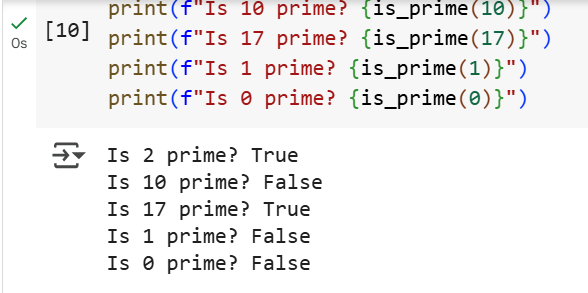 print(f"Is 10 prime? {is_prime(10)}")
[10]
0s
print(f"Is 17 prime? {is_prime(17)}")
print(f"Is 1 prime? {is_prime(1)}")
print(f"Is 0 prime? {is_prime(0)}")
Is 2 prime? True
Is 10 prime? False
Is 17 prime? True
Is 1 prime? False
Is 0 prime? False